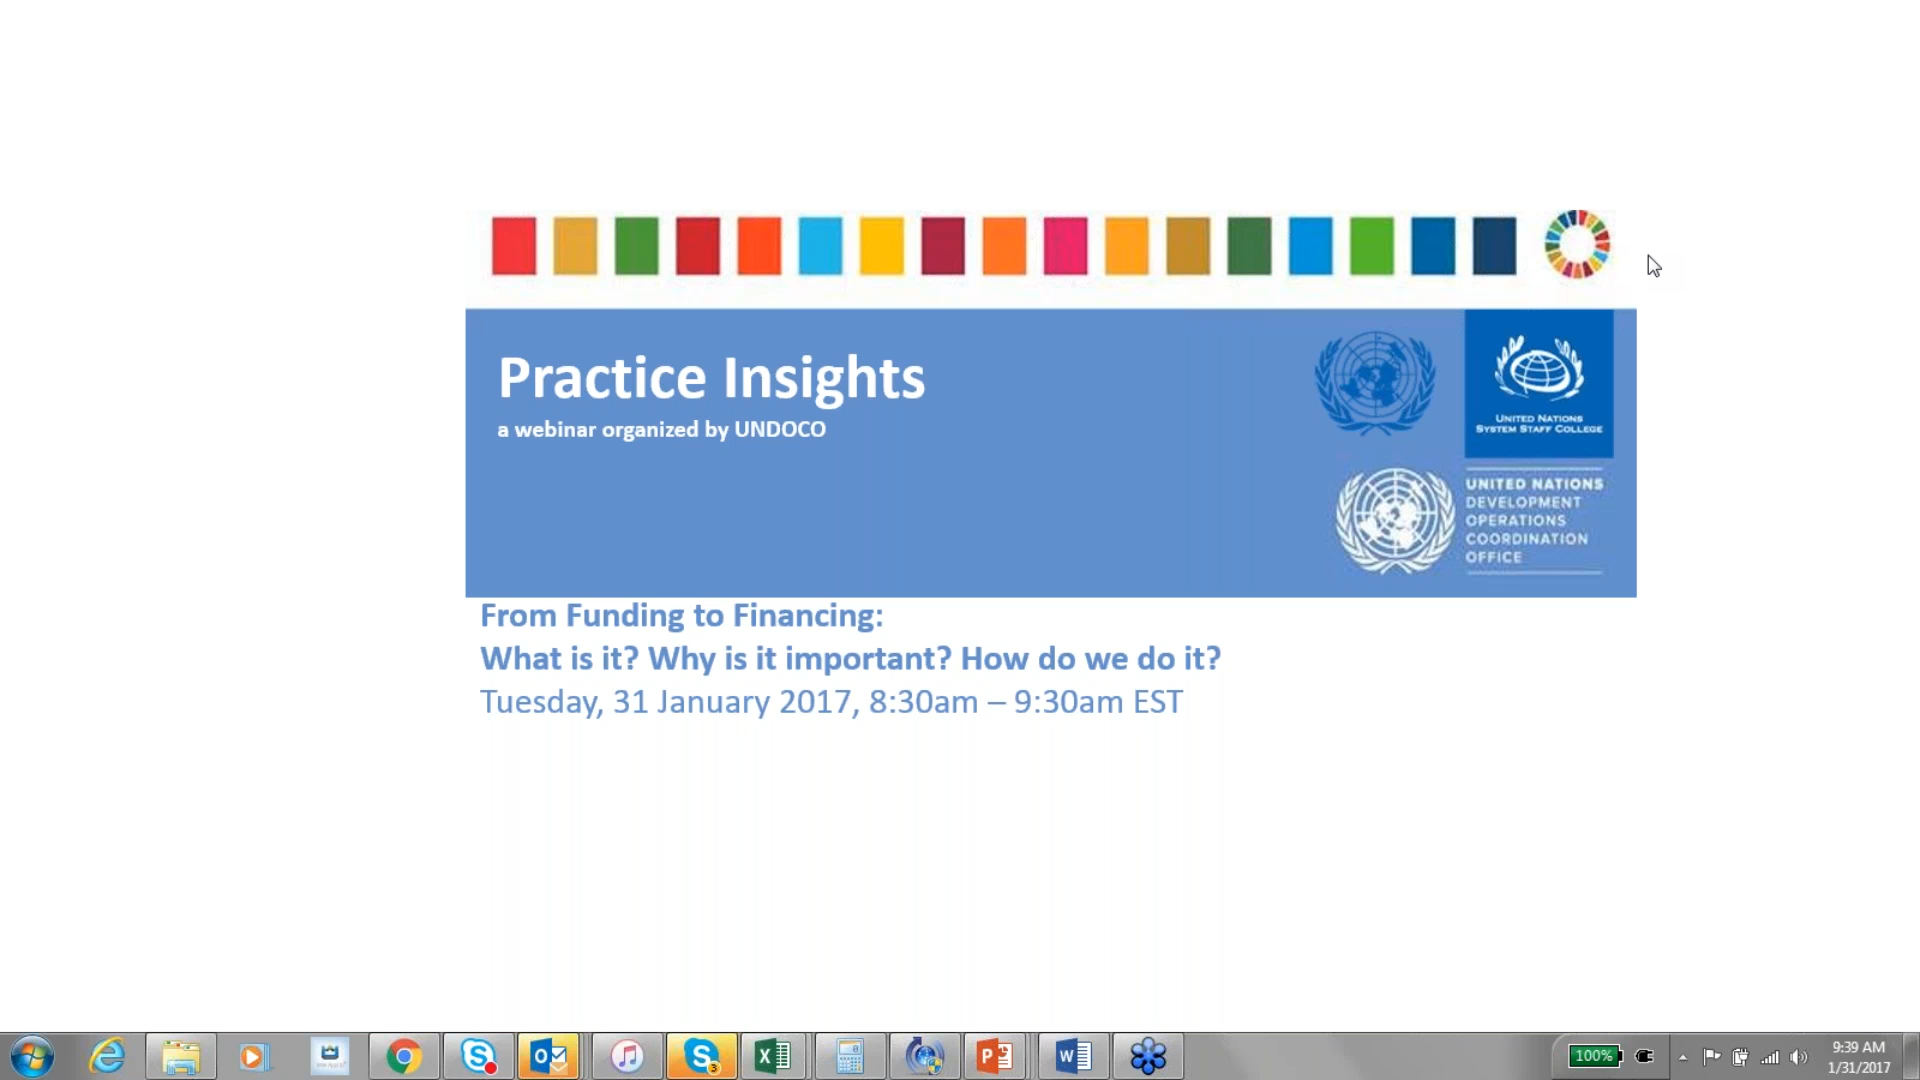 Practice Insights
a webinar organized by UNDOCO
UNITED NATIONS
SYSTEM STAFF COLLEGE
UNITED NATIONS
DEVELOPMENT
OPERATIONS
COORDINATION
OFFICE
From Funding to Financing:
What is it? Why is it important? How do we do it?
Tuesday, 31 January 2017, 8:30am – 9:30am EST
3
100%
9:39 AM
1/31/2017